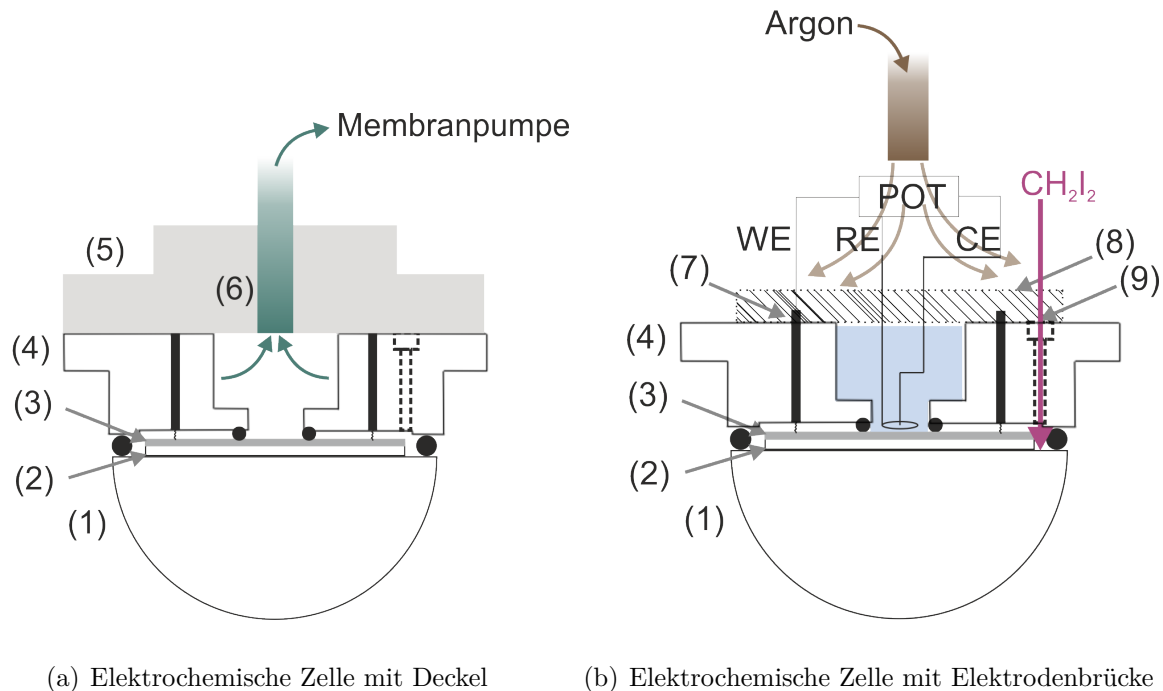 Membranpumpe
(5)
(6)
(4)
(3)
(2)
(1)
(a) Elektrochemische Zelle mit Deckel
Argon
CH₂I₂
POT
WE RE CE
(8)
(7)
(9)
(4)
(3)
(2)
(1)
(b) Elektrochemische Zelle mit Elektrodenbrücke